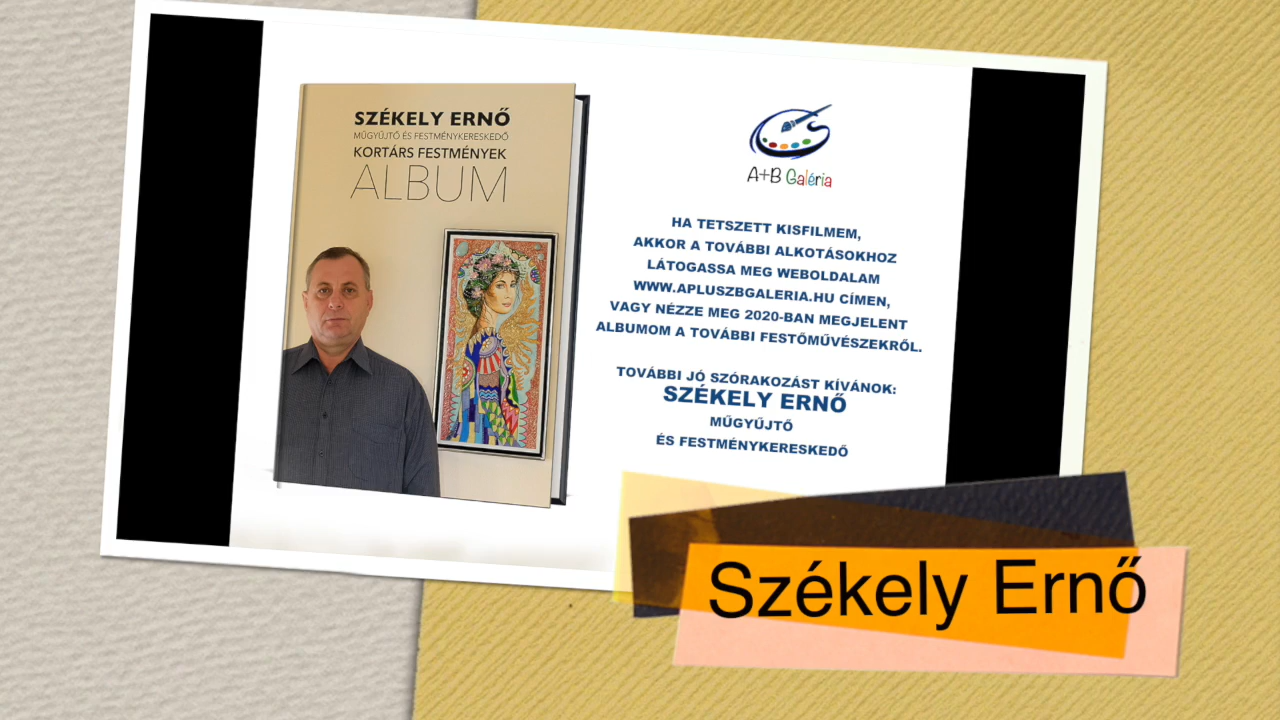 SZÉKELY ERNŐ
MŰGYŰJTŐ ÉS FESTMÉNYKERESKEDŐ
KORTÁRS FESTMÉNYEK
ALBUM
A+B Galéria
HA TETSZETT KISFILMEM,
AKKOR A TOVÁBBI ALKOTÁSOKHOZ
LÁTOGASSA MEG WEBOLDALAM
WWW.APLUSZBGALERIA.HU CÍMEN,
VAGY NÉZZE MEG 2020-BAN MEGJELENT
ALBUMOM A TOVÁBBI FESTŐMŰVÉSZEKRŐL.
TOVÁBBI JÓ SZÓRAKOZÁST KÍVÁNOK:
SZÉKELY ERNŐ
MŰGYŰJTŐ
ÉS FESTMÉNYKERESKEDŐ
Székely Ernő